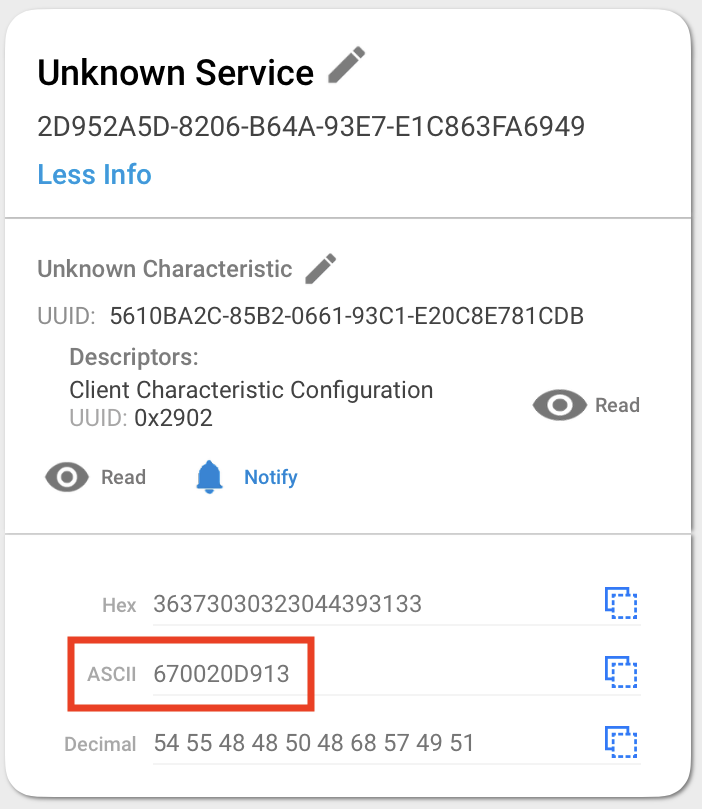 Unknown Service
2D952A5D-8206-B64A-93E7-E1C863FA6949
Less Info
Unknown Characteristic
UUID: 5610BA2C-85B2-0661-93C1-E20C8E781CDB
Descriptors:
Client Characteristic Configuration
UUID: 0x2902
Read
Read Notify
Hex 36373030323044393133
ASCII 670020D913
Decimal 54 55 48 48 50 48 68 57 49 51